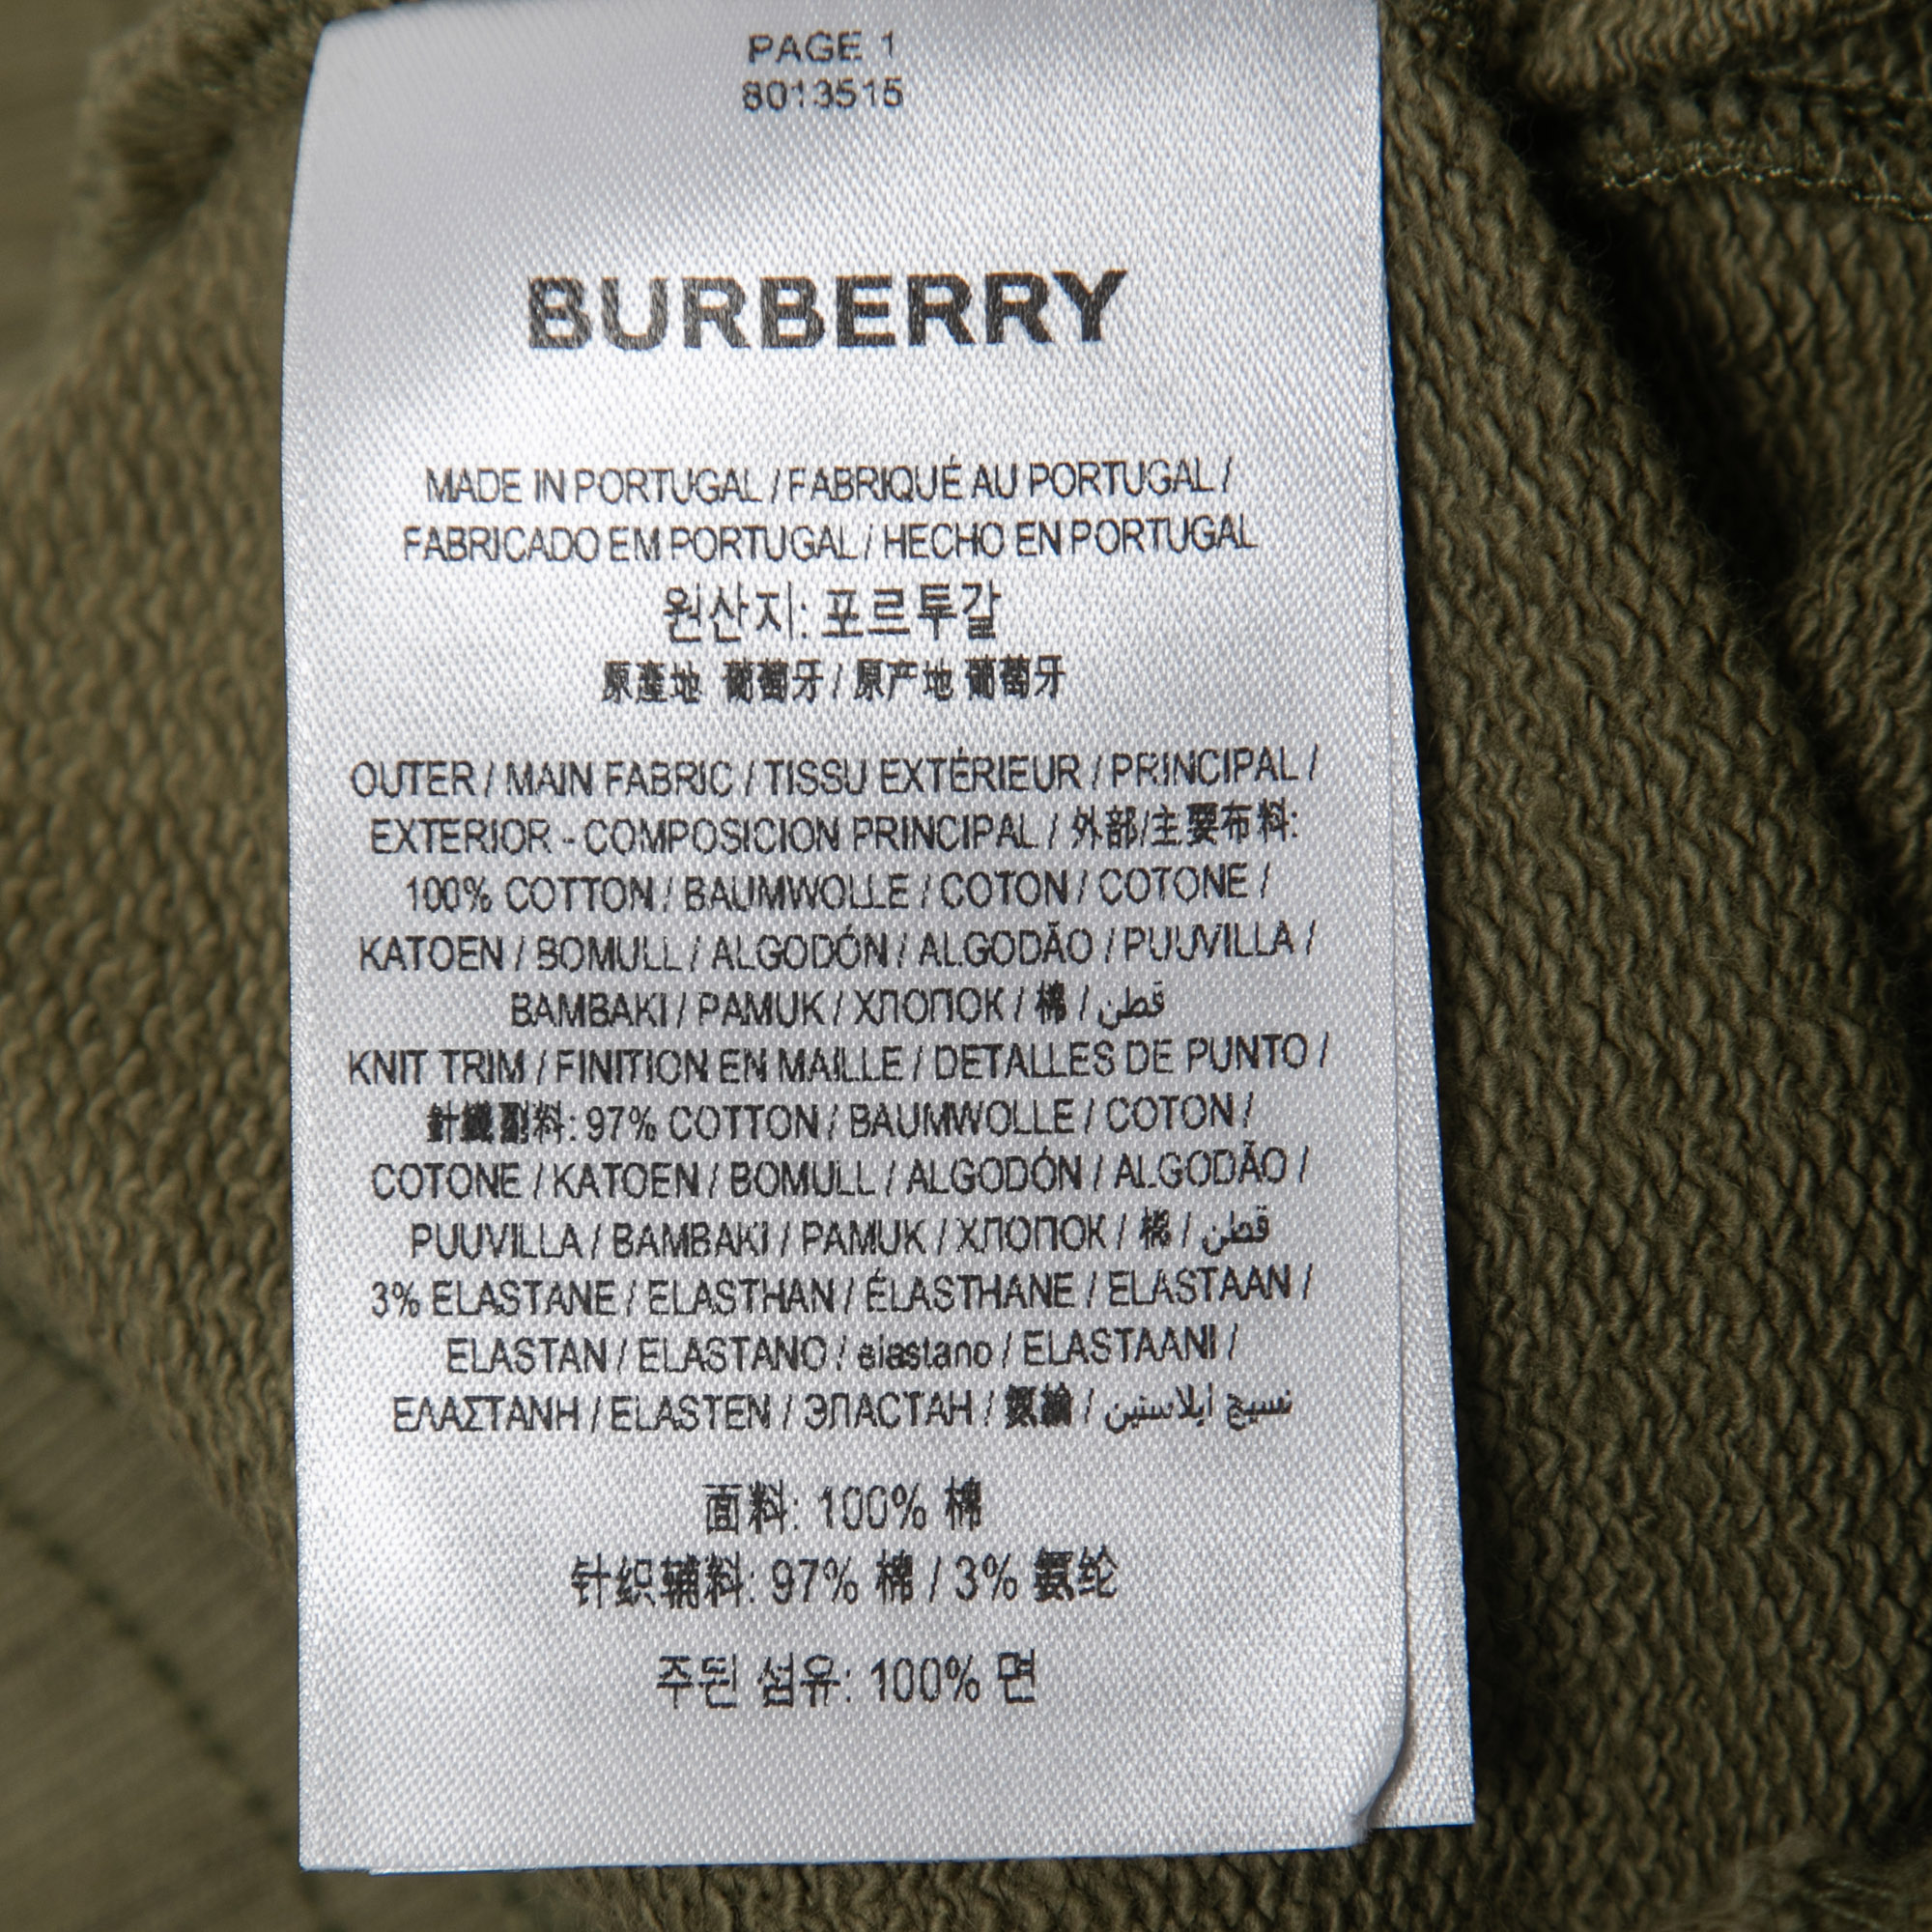 PAGE 1
8013515
BURBERRY
MADE IN PORTUGAL / FABRIQUÉ AU PORTUGAL /
FABRICADO EM PORTUGAL / HECHO EN PORTUGAL
원산지: 포르투갈
原產地 葡萄牙 / 原产地 葡萄牙
OUTER / MAIN FABRIC / TISSU EXTÉRIEUR / PRINCIPAL /
EXTERIOR - COMPOSICION PRINCIPAL / 外部/主要布料:
100% COTTON / BAUMWOLLE / COTON / COTONE /
KATOEN / BOMULL / ALGODÓN / ALGODÃO / PUUVILLA /
BAMBAKI / PAMUK / ХЛОПОК / 棉 / قطن
KNIT TRIM / FINITION EN MAILLE / DETALLES DE PUNTO /
針織副料: 97% COTTON / BAUMWOLLE / COTON /
COTONE / KATOEN / BOMULL / ALGODÓN / ALGODÃO /
PUUVILLA / BAMBAKI / PAMUK / ХЛОПОК / 棉 / قطن
3% ELASTANE / ELASTHAN / ÉLASTHANE / ELASTAAN /
ELASTAN / ELASTANO / elastano / ELASTAANI /
ΕΛΑΣΤΑΝΗ / ELASTEN / ЭЛАСТАН / 氨綸 / نسيج ايلاستين
面料: 100% 棉
针织辅料: 97% 棉 / 3% 氨纶
주된 섬유: 100% 면